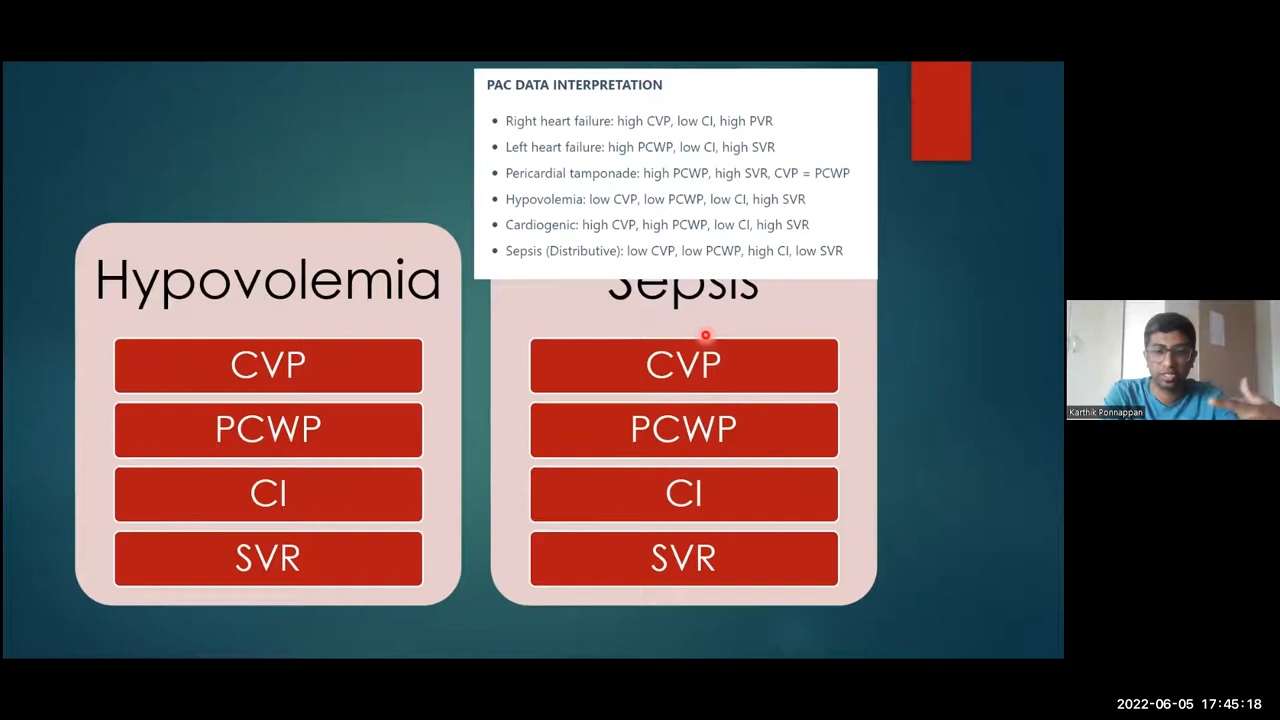 PAC DATA INTERPRETATION
• Right heart failure: high CVP, low CI, high PVR
• Left heart failure: high PCWP, low CI, high SVR
• Pericardial tamponade: high PCWP, high SVR, CVP = PCWP
• Hypovolemia: low CVP, low PCWP, low CI, high SVR
• Cardiogenic: high CVP, high PCWP, low CI, high SVR
• Sepsis (Distributive): low CVP, low PCWP, high CI, low SVR
Hypovolemia
CVP
PCWP
CI
SVR
Sepsis
CVP
PCWP
CI
SVR
Karthik Ponnappan
2022-06-05 17:45:18